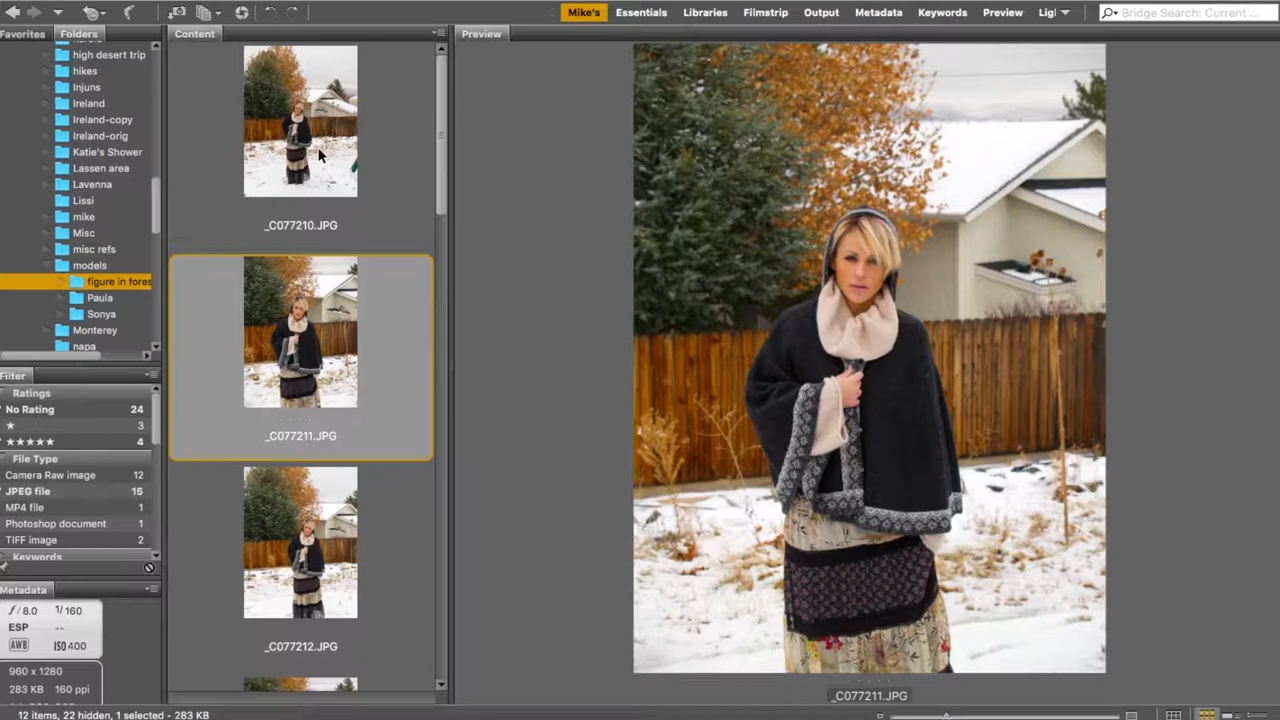 Mike's Essentials Libraries Filmstrip Output Metadata Keywords Preview Ligl
Bridge Search: Current ...
Favorites Folders
high desert trip
hikes
Injuns
Ireland
Ireland-copy
Ireland-orig
Katie's Shower
Lassen area
Lavenna
Lissi
mike
Misc
misc refs
models
figure in fores
Paula
Sonya
Monterey
napa
Filter
Ratings
No Rating 24
★ 3
★★★★★ 4
File Type
Camera Raw image 12
JPEG file 15
MP4 file 1
Photoshop document 1
TIFF image 2
Keywords
Metadata
ƒ/8.0 1/160
ESP --
AWB ISO400
960 x 1280
283 KB 160 ppi
12 items, 22 hidden, 1 selected - 283 KB
Content
_C077210.JPG
_C077211.JPG
_C077212.JPG
Preview
_C077211.JPG